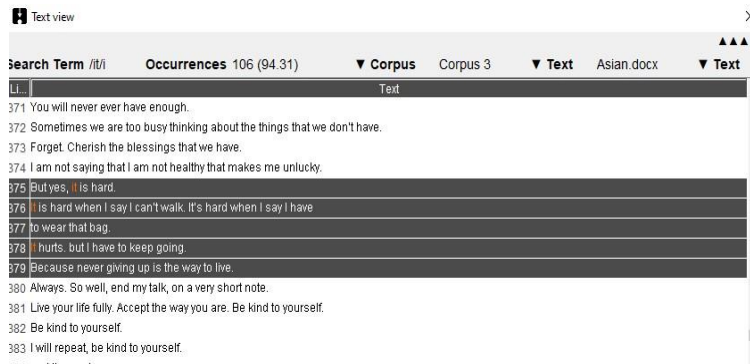 Text view
Search Term /it/i Occurrences 106 (94.31) ▼ Corpus Corpus 3 ▼ Text Asian.docx ▼ Text
Li... Text
371 You will never ever have enough.
372 Sometimes we are too busy thinking about the things that we don't have.
373 Forget. Cherish the blessings that we have.
374 I am not saying that I am not healthy that makes me unlucky.
375 But yes, it is hard.
376 It is hard when I say I can't walk. It's hard when I say I have
377 to wear that bag.
378 It hurts. but I have to keep going.
379 Because never giving up is the way to live.
380 Always. So well, end my talk, on a very short note.
381 Live your life fully. Accept the way you are. Be kind to yourself.
382 Be kind to yourself.
383 I will repeat, be kind to yourself.